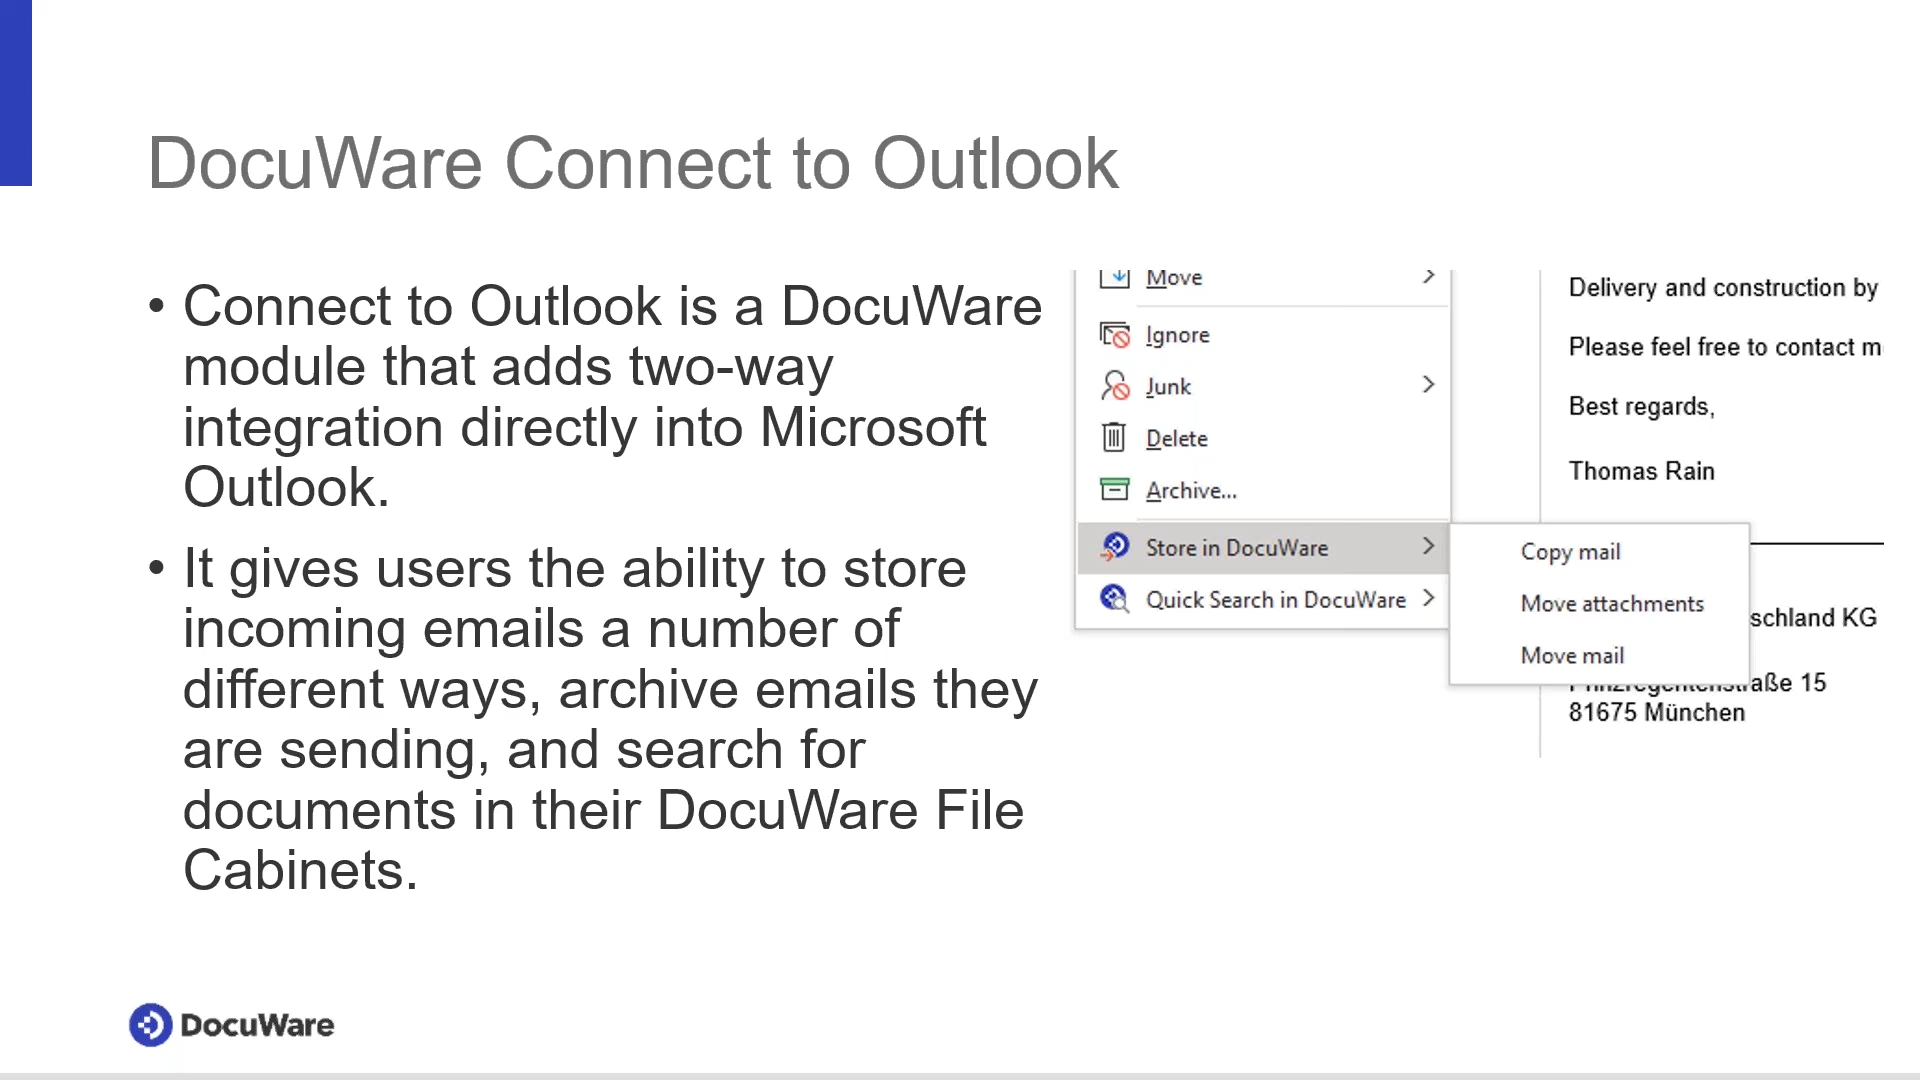 DocuWare Connect to Outlook
• Connect to Outlook is a DocuWare
module that adds two-way
integration directly into Microsoft
Outlook.
• It gives users the ability to store
incoming emails a number of
different ways, archive emails they
are sending, and search for
documents in their DocuWare File
Cabinets.
Move
Ignore
Junk
Delete
Archive...
Store in DocuWare
Quick Search in DocuWare
Copy mail
Move attachments
Move mail
Delivery and construction by
Please feel free to contact
Best regards,
Thomas Rain
schland KG
15
81675 München
DocuWare